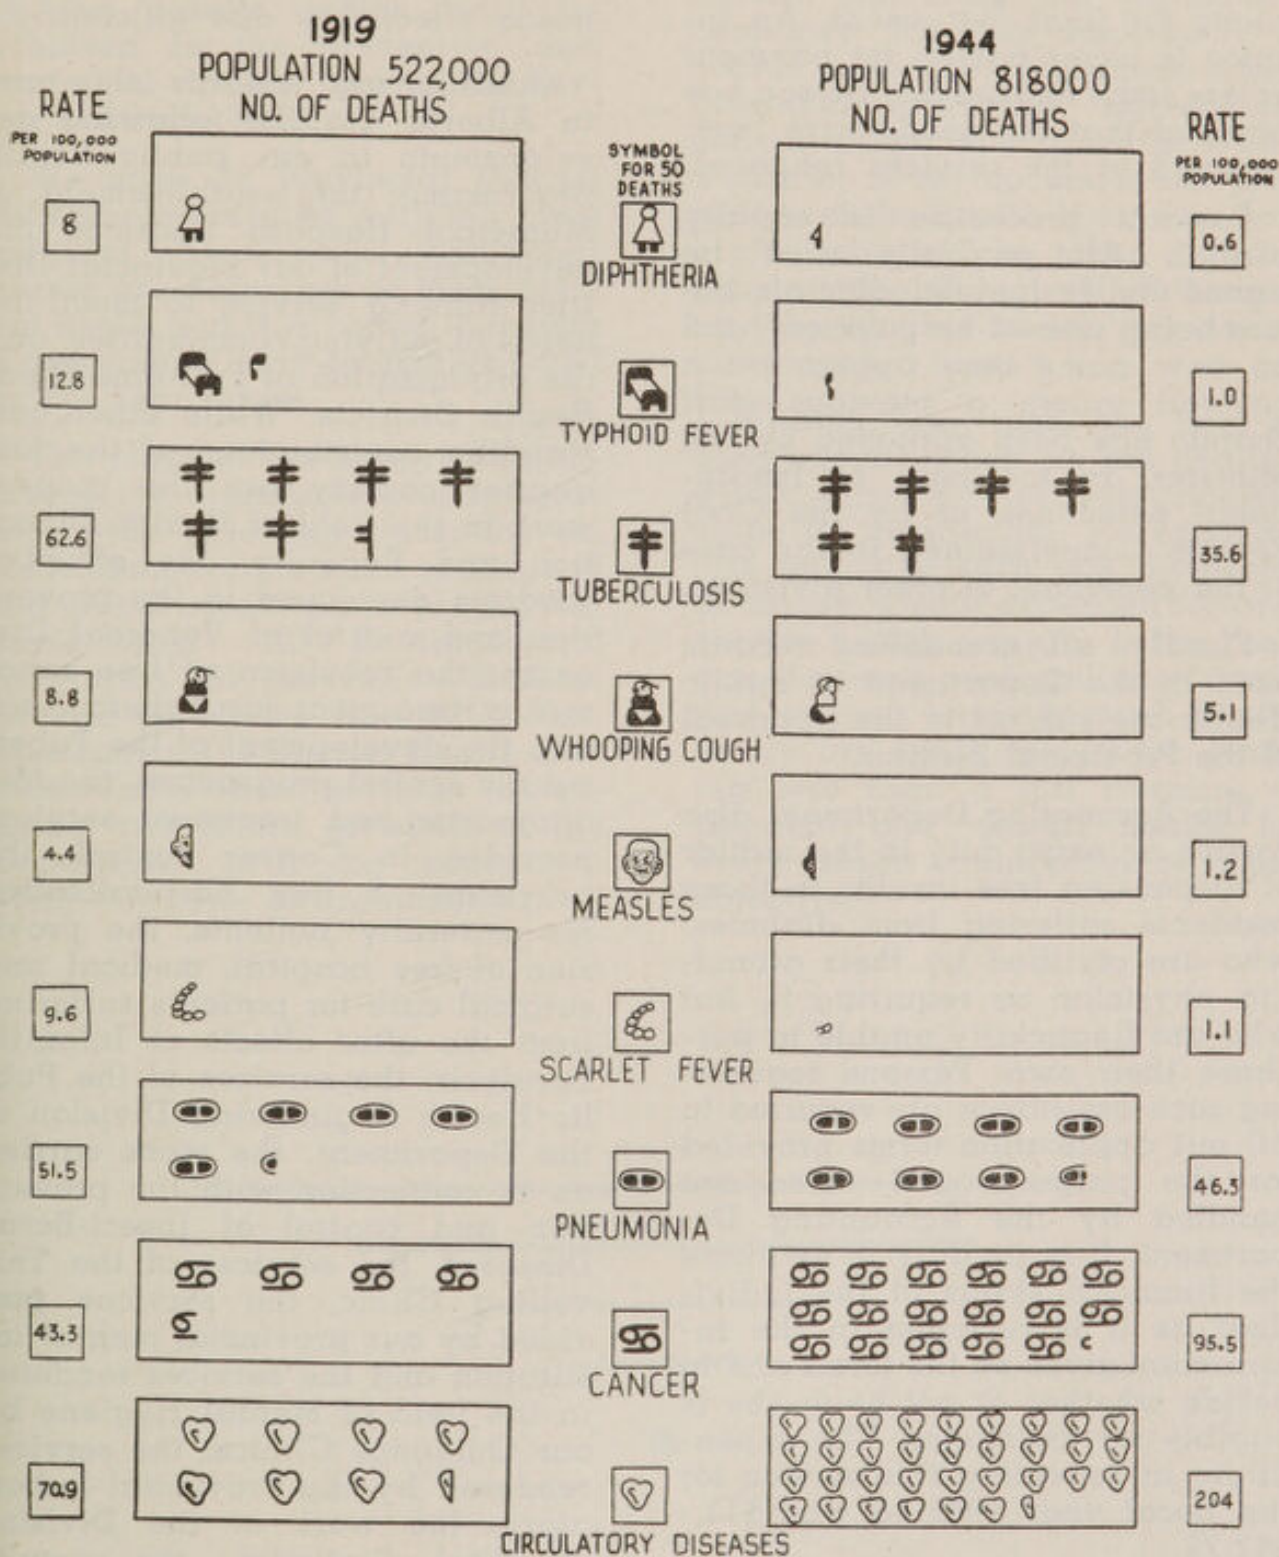 1919
POPULATION 522,000
NO. OF DEATHS
RATE
PER 100,000
POPULATION
1944
POPULATION 818000
NO. OF DEATHS
RATE
PER 100,000
POPULATION
SYMBOL
FOR 50
DEATHS
8
0.6
DIPHTHERIA
12.8
1.0
TYPHOID FEVER
62.6
35.6
TUBERCULOSIS
8.8
5.1
WHOOPING COUGH
4.4
1.2
MEASLES
9.6
1.1
SCARLET FEVER
51.5
46.3
PNEUMONIA
43.3
95.5
CANCER
70.9
204
CIRCULATORY DISEASES